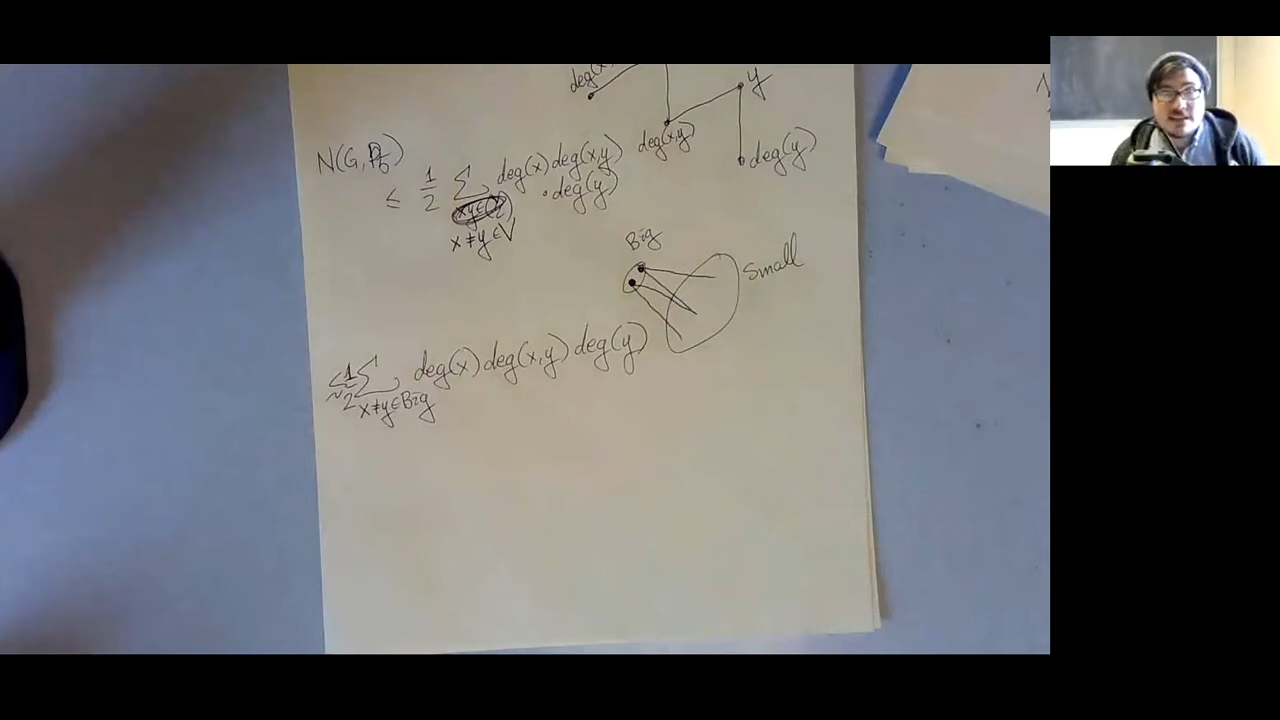 deg(x)
y
N(G, P5)
≤ 1/2 Σ deg(x) deg(x,y)
· deg(y)
x≠y∈V
deg(x,y)
deg(y)
Big
Small
≲ 1/2 Σ deg(x) deg(x,y) deg(y)
x≠y∈Big